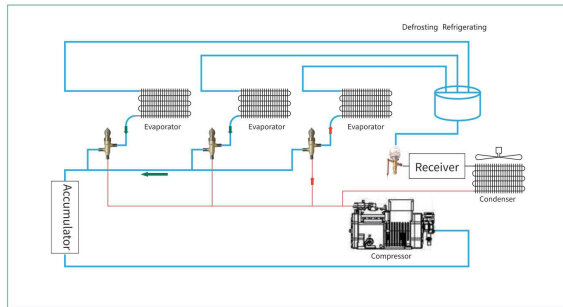 Defrosting Refrigerating
Evaporator
Evaporator
Evaporator
Receiver
Condenser
Accumulator
Compressor